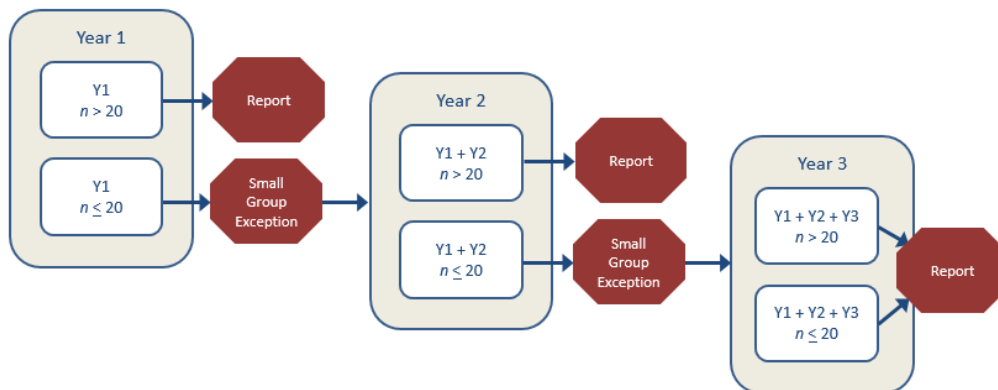 Year 1
Y1
n > 20
Report
Y1
n ≤ 20
Small
Group
Exception
Year 2
Y1 + Y2
n > 20
Report
Y1 + Y2
n ≤ 20
Small
Group
Exception
Year 3
Y1 + Y2 + Y3
n > 20
Y1 + Y2 + Y3
n ≤ 20
Report